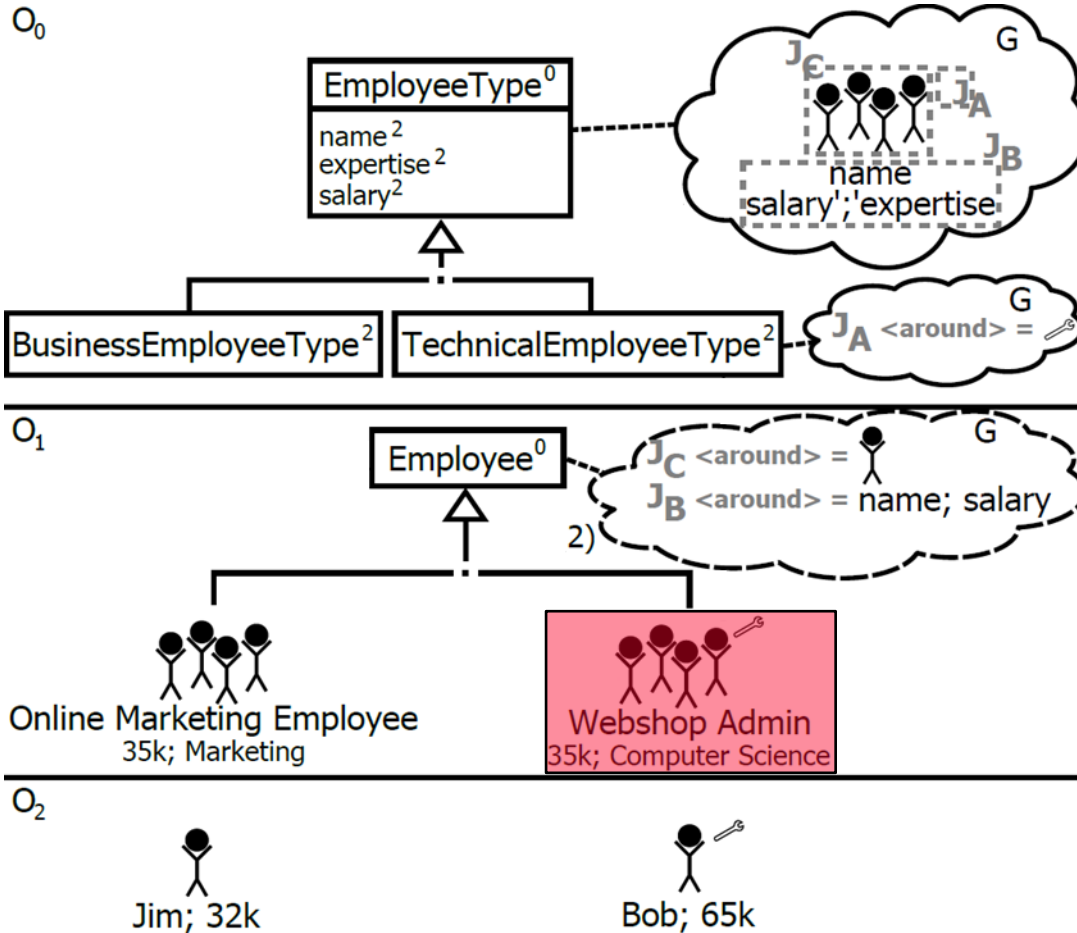 O0
EmployeeType0
name2
expertise2
salary2
G
JC
JA
JB
name
salary';'expertise
BusinessEmployeeType2
TechnicalEmployeeType2
G
JA <around> =
O1
Employee0
G
JC <around> =
JB <around> = name; salary
2)
Online Marketing Employee
35k; Marketing
Webshop Admin
35k; Computer Science
O2
Jim; 32k
Bob; 65k